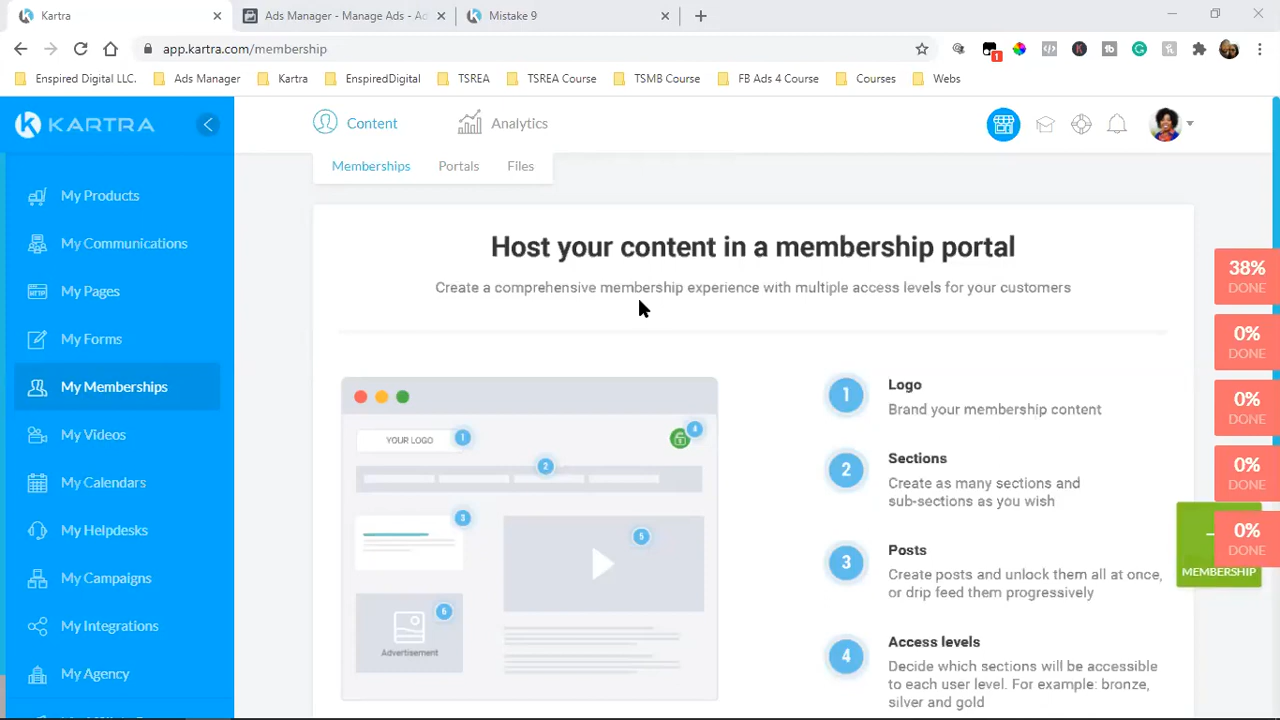 Kartra
Ads Manager - Manage Ads - Ad
Mistake 9
app.kartra.com/membership
1
Enspired Digital LLC.
Ads Manager
Kartra
EnspiredDigital
TSREA
TSREA Course
TSMB Course
FB Ads 4 Course
Courses
Webs
KARTRA
Content
Analytics
Memberships
Portals
Files
My Products
My Communications
My Pages
My Forms
My Memberships
My Videos
My Calendars
My Helpdesks
My Campaigns
My Integrations
My Agency
Host your content in a membership portal
Create a comprehensive membership experience with multiple access levels for your customers
YOUR LOGO
1
2
3
4
5
6
Advertisement
1
Logo
Brand your membership content
2
Sections
Create as many sections and
sub-sections as you wish
3
Posts
Create posts and unlock them all at once,
or drip feed them progressively
4
Access levels
Decide which sections will be accessible
to each user level. For example: bronze,
silver and gold
38%
DONE
0%
DONE
0%
DONE
0%
DONE
0%
DONE
MEMBERSHIP